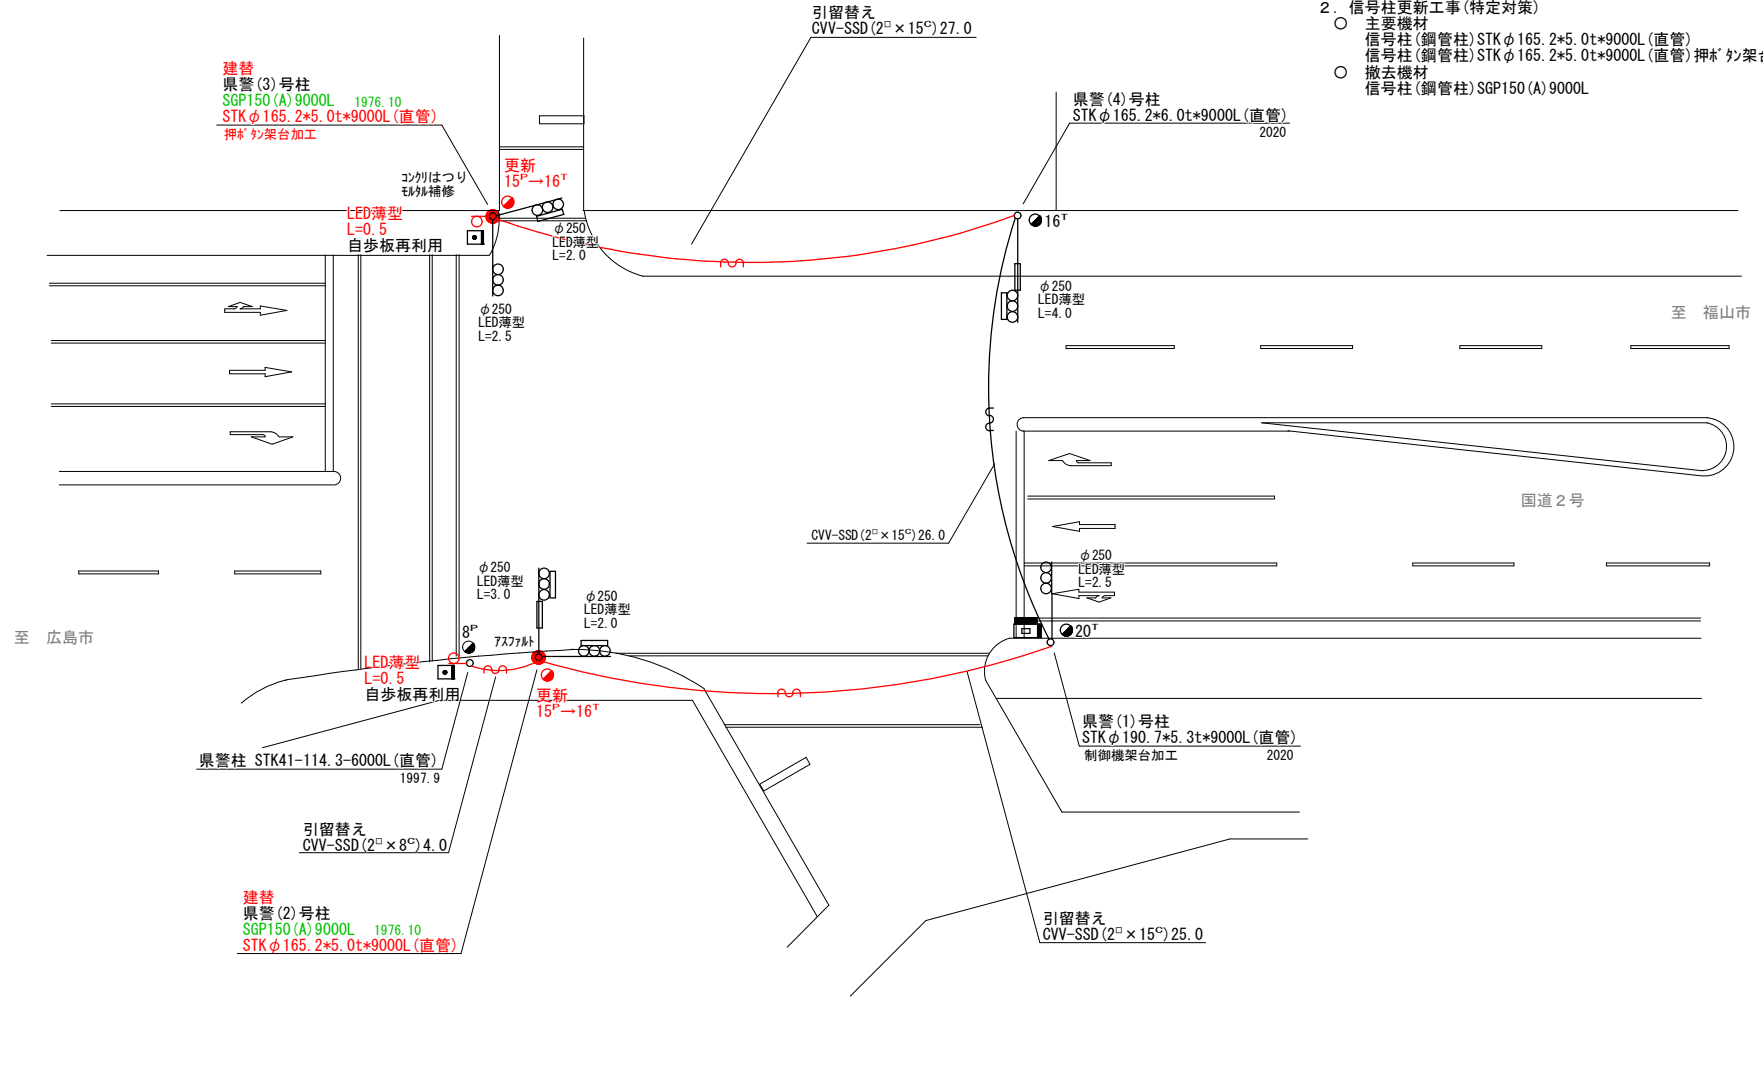 引留替え
CVV-SSD(2□×15C)27.0
２. 信号柱更新工事(特定対策)
○ 主要機材
信号柱(鋼管柱)STKφ165.2*5.0t*9000L(直管)
信号柱(鋼管柱)STKφ165.2*5.0t*9000L(直管)押ﾎﾞﾀﾝ架台
○ 撤去機材
信号柱(鋼管柱)SGP150(A)9000L
建替
県警(3)号柱
SGP150(A)9000L 1976.10
STKφ165.2*5.0t*9000L(直管)
押ﾎﾞﾀﾝ架台加工
県警(4)号柱
STKφ165.2*6.0t*9000L(直管)
2020
更新
15P→16T
ｺﾝｸﾘはつり
ﾓﾙﾀﾙ補修
LED薄型
L=0.5
自歩板再利用
φ250
LED薄型
L=2.0
16T
φ250
LED薄型
L=2.5
φ250
LED薄型
L=4.0
至 福山市
国道２号
CVV-SSD(2□×15C)26.0
φ250
LED薄型
L=3.0
φ250
LED薄型
L=2.0
φ250
LED薄型
L=2.5
至 広島市
8P
ｱｽﾌｧﾙﾄ
20T
LED薄型
L=0.5
自歩板再利用
更新
15P→16T
県警(1)号柱
STKφ190.7*5.3t*9000L(直管)
制御機架台加工 2020
県警柱 STK41-114.3-6000L(直管)
1997.9
引留替え
CVV-SSD(2□×8C)4.0
建替
県警(2)号柱
SGP150(A)9000L 1976.10
STKφ165.2*5.0t*9000L(直管)
引留替え
CVV-SSD(2□×15C)25.0